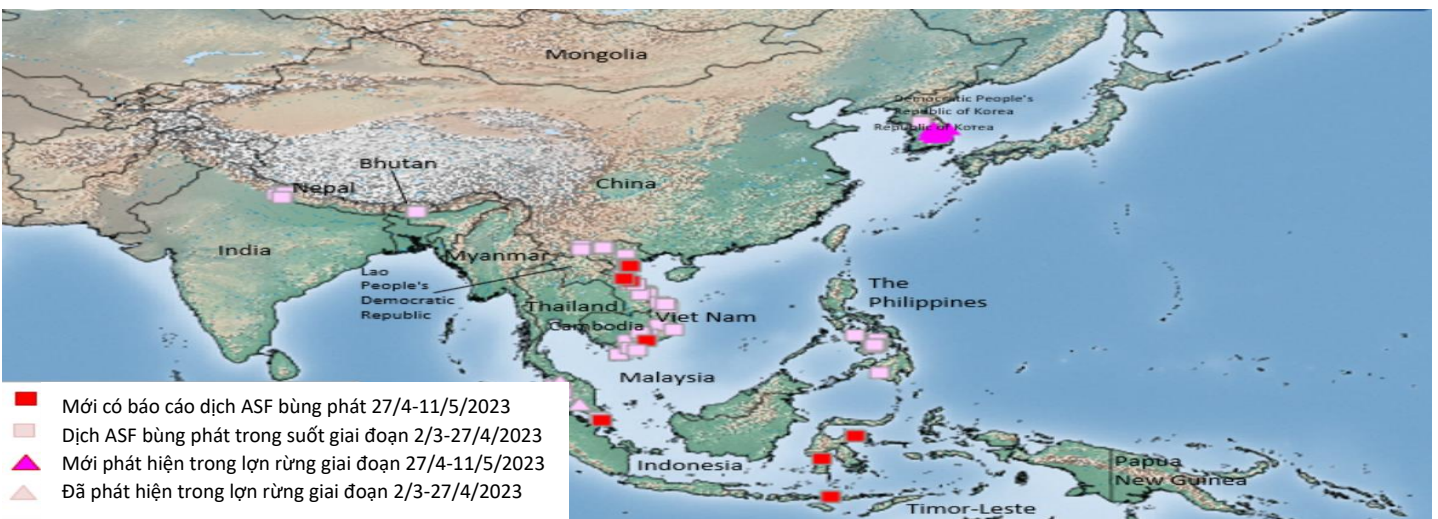 Mongolia
Democratic People's
Republic of Korea
Republic of Korea
Bhutan
Nepal
China
India
Myanmar
Lao
People's
Democratic
Republic
Thailand
Cambodia
Viet Nam
The
Philippines
Malaysia
Indonesia
Papua
New Guinea
Timor-Leste
Mới có báo cáo dịch ASF bùng phát 27/4-11/5/2023
Dịch ASF bùng phát trong suốt giai đoạn 2/3-27/4/2023
Mới phát hiện trong lợn rừng giai đoạn 27/4-11/5/2023
Đã phát hiện trong lợn rừng giai đoạn 2/3-27/4/2023